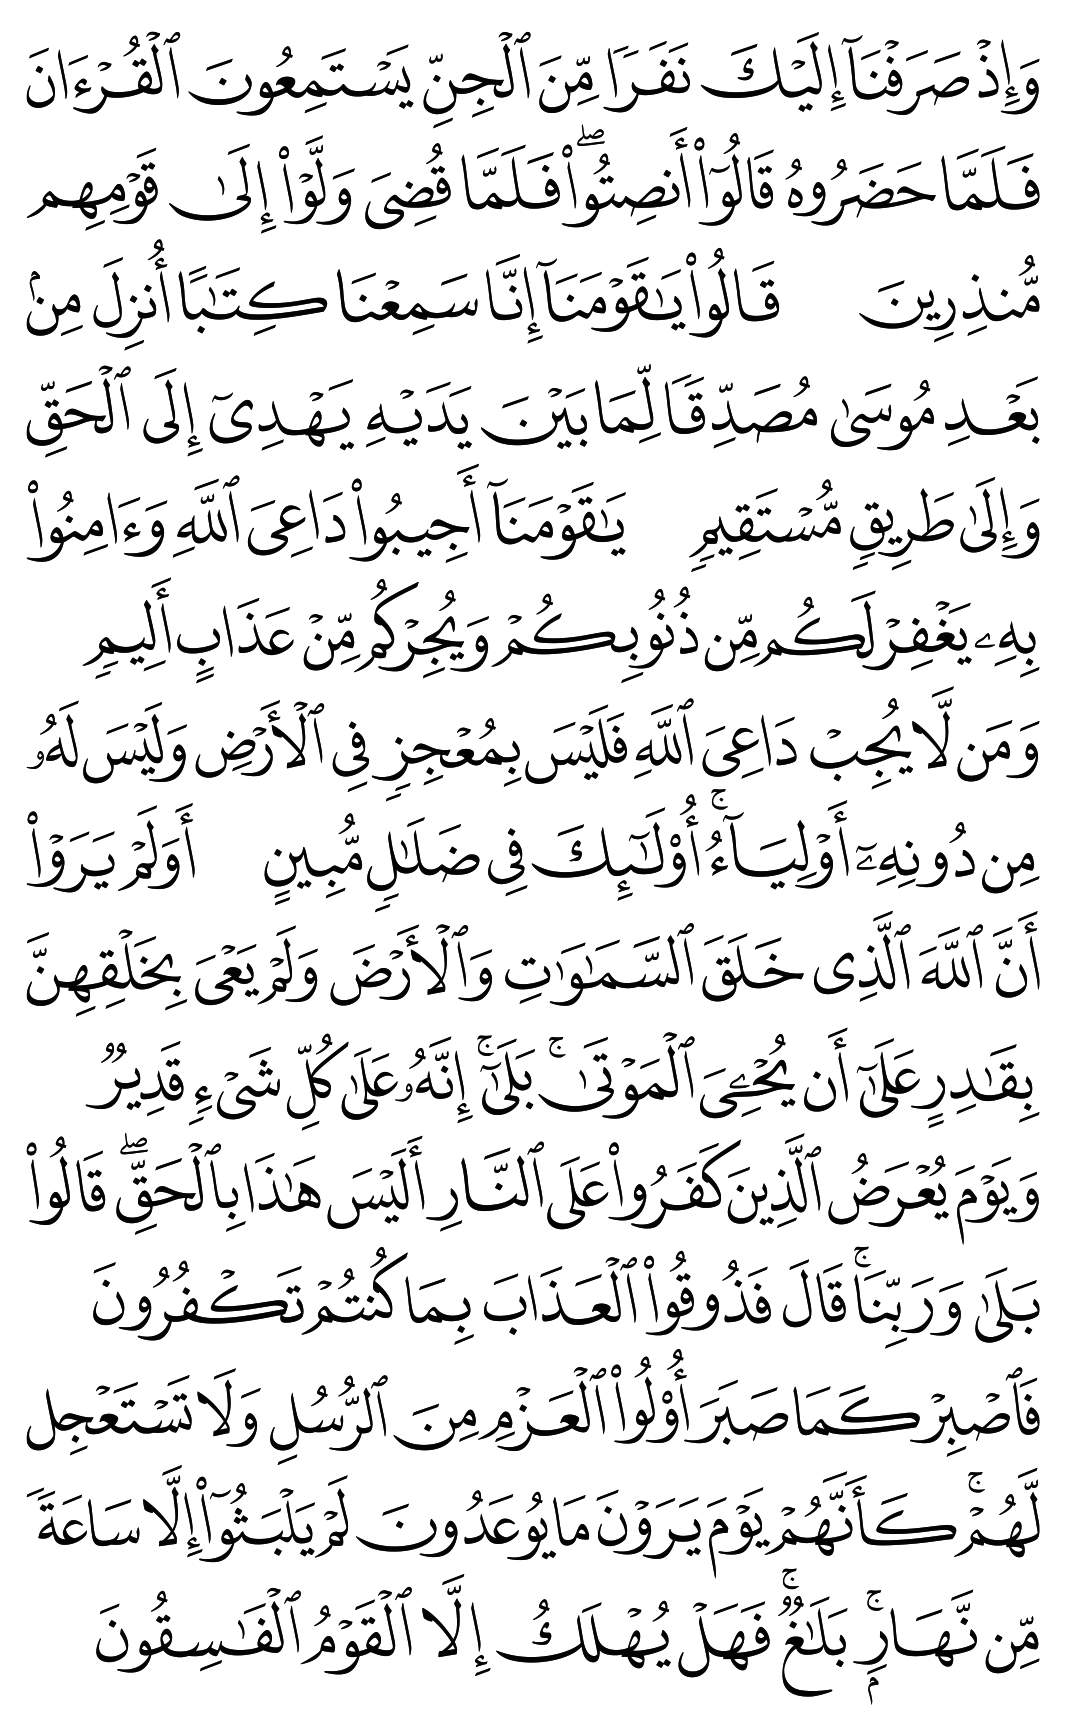 وَإِذْ صَرَفْنَآ إِلَيْكَ نَفَرًا مِّنَ ٱلْجِنِّ يَسْتَمِعُونَ ٱلْقُرْءَانَ
فَلَمَّا حَضَرُوهُ قَالُوٓا۟ أَنصِتُوا۟ ۖ فَلَمَّا قُضِىَ وَلَّوْا۟ إِلَىٰ قَوْمِهِم
مُّنذِرِينَ قَالُوا۟ يَٰقَوْمَنَآ إِنَّا سَمِعْنَا كِتَٰبًا أُنزِلَ مِنۢ
بَعْدِ مُوسَىٰ مُصَدِّقًا لِّمَا بَيْنَ يَدَيْهِ يَهْدِىٓ إِلَى ٱلْحَقِّ
وَإِلَىٰ طَرِيقٍ مُّسْتَقِيمٍ يَٰقَوْمَنَآ أَجِيبُوا۟ دَاعِىَ ٱللَّهِ وَءَامِنُوا۟
بِهِۦ يَغْفِرْ لَكُم مِّن ذُنُوبِكُمْ وَيُجِرْكُم مِّنْ عَذَابٍ أَلِيمٍ
وَمَن لَّا يُجِبْ دَاعِىَ ٱللَّهِ فَلَيْسَ بِمُعْجِزٍ فِى ٱلْأَرْضِ وَلَيْسَ لَهُۥ
مِن دُونِهِۦٓ أَوْلِيَآءُ ۚ أُو۟لَٰٓئِكَ فِى ضَلَٰلٍ مُّبِينٍ أَوَلَمْ يَرَوْا۟
أَنَّ ٱللَّهَ ٱلَّذِى خَلَقَ ٱلسَّمَٰوَٰتِ وَٱلْأَرْضَ وَلَمْ يَعْىَ بِخَلْقِهِنَّ
بِقَٰدِرٍ عَلَىٰٓ أَن يُحْۦِىَ ٱلْمَوْتَىٰ ۚ بَلَىٰٓ ۚ إِنَّهُۥ عَلَىٰ كُلِّ شَىْءٍ قَدِيرٌ
وَيَوْمَ يُعْرَضُ ٱلَّذِينَ كَفَرُوا۟ عَلَى ٱلنَّارِ أَلَيْسَ هَٰذَا بِٱلْحَقِّ ۖ قَالُوا۟
بَلَىٰ وَرَبِّنَا ۚ قَالَ فَذُوقُوا۟ ٱلْعَذَابَ بِمَا كُنتُمْ تَكْفُرُونَ
فَٱصْبِرْ كَمَا صَبَرَ أُو۟لُوا۟ ٱلْعَزْمِ مِنَ ٱلرُّسُلِ وَلَا تَسْتَعْجِل
لَّهُمْ ۚ كَأَنَّهُمْ يَوْمَ يَرَوْنَ مَا يُوعَدُونَ لَمْ يَلْبَثُوٓا۟ إِلَّا سَاعَةً
مِّن نَّهَارٍۭ ۚ بَلَٰغٌ ۚ فَهَلْ يُهْلَكُ إِلَّا ٱلْقَوْمُ ٱلْفَٰسِقُونَ